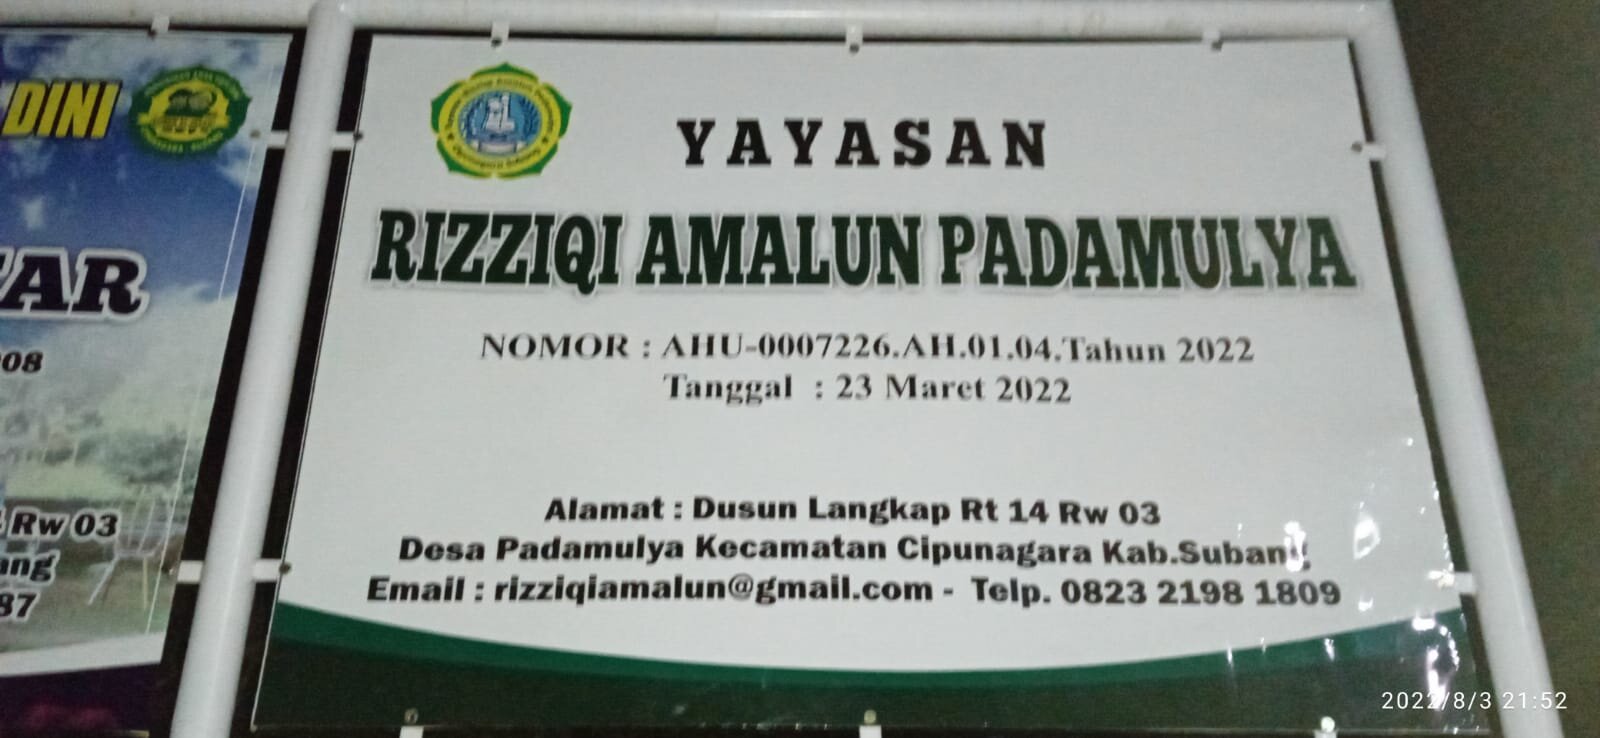 DINI
AR
08
Rw 03
ang
87
YAYASAN
RIZZIQI AMALUN PADAMULYA
NOMOR : AHU-0007226.AH.01.04.Tahun 2022
Tanggal : 23 Maret 2022
Alamat : Dusun Langkap Rt 14 Rw 03
Desa Padamulya Kecamatan Cipunagara Kab.Subang
Email : rizziqiamalun@gmail.com - Telp. 0823 2198 1809
2022/8/3 21:52